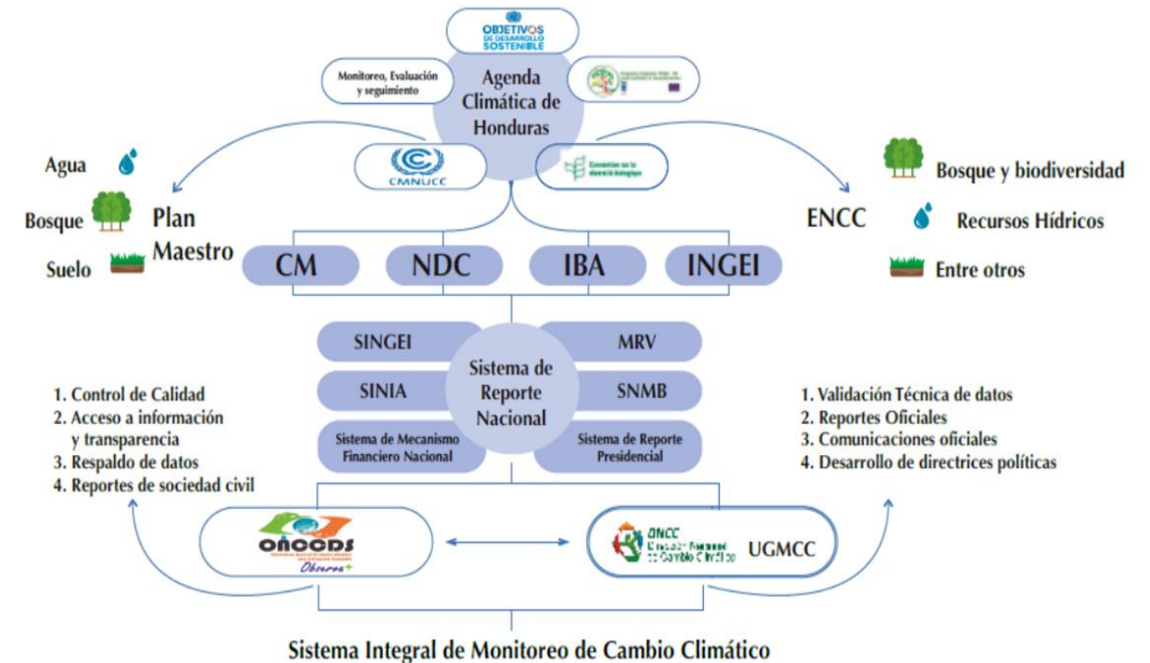 OBJETIVOS
DE DESARROLLO
SOSTENIBLE
Monitoreo, Evaluación
y seguimiento
Agenda
Climática de
Honduras
CMNUCC
Agua
Bosque
Suelo
Plan
Maestro
ENCC
Bosque y biodiversidad
Recursos Hídricos
Entre otros
CM
NDC
IBA
INGEI
SINGEI
MRV
Sistema de
Reporte
Nacional
SINIA
SNMB
Sistema de Mecanismo
Financiero Nacional
Sistema de Reporte
Presidencial
1. Control de Calidad
2. Acceso a información
y transparencia
3. Respaldo de datos
4. Reportes de sociedad civil
1. Validación Técnica de datos
2. Reportes Oficiales
3. Comunicaciones oficiales
4. Desarrollo de directrices políticas
Observa+
UGMCC
Sistema Integral de Monitoreo de Cambio Climático